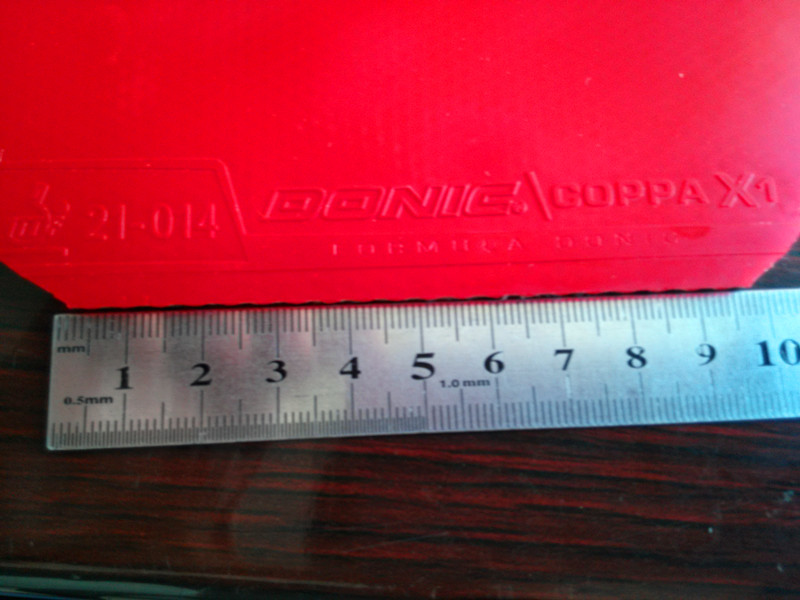 21-014 DONIC COPPA X1
FORMULA DONIC
mm
1 2 3 4 5 6 7 8 9 10
0.5mm 1.0 mm